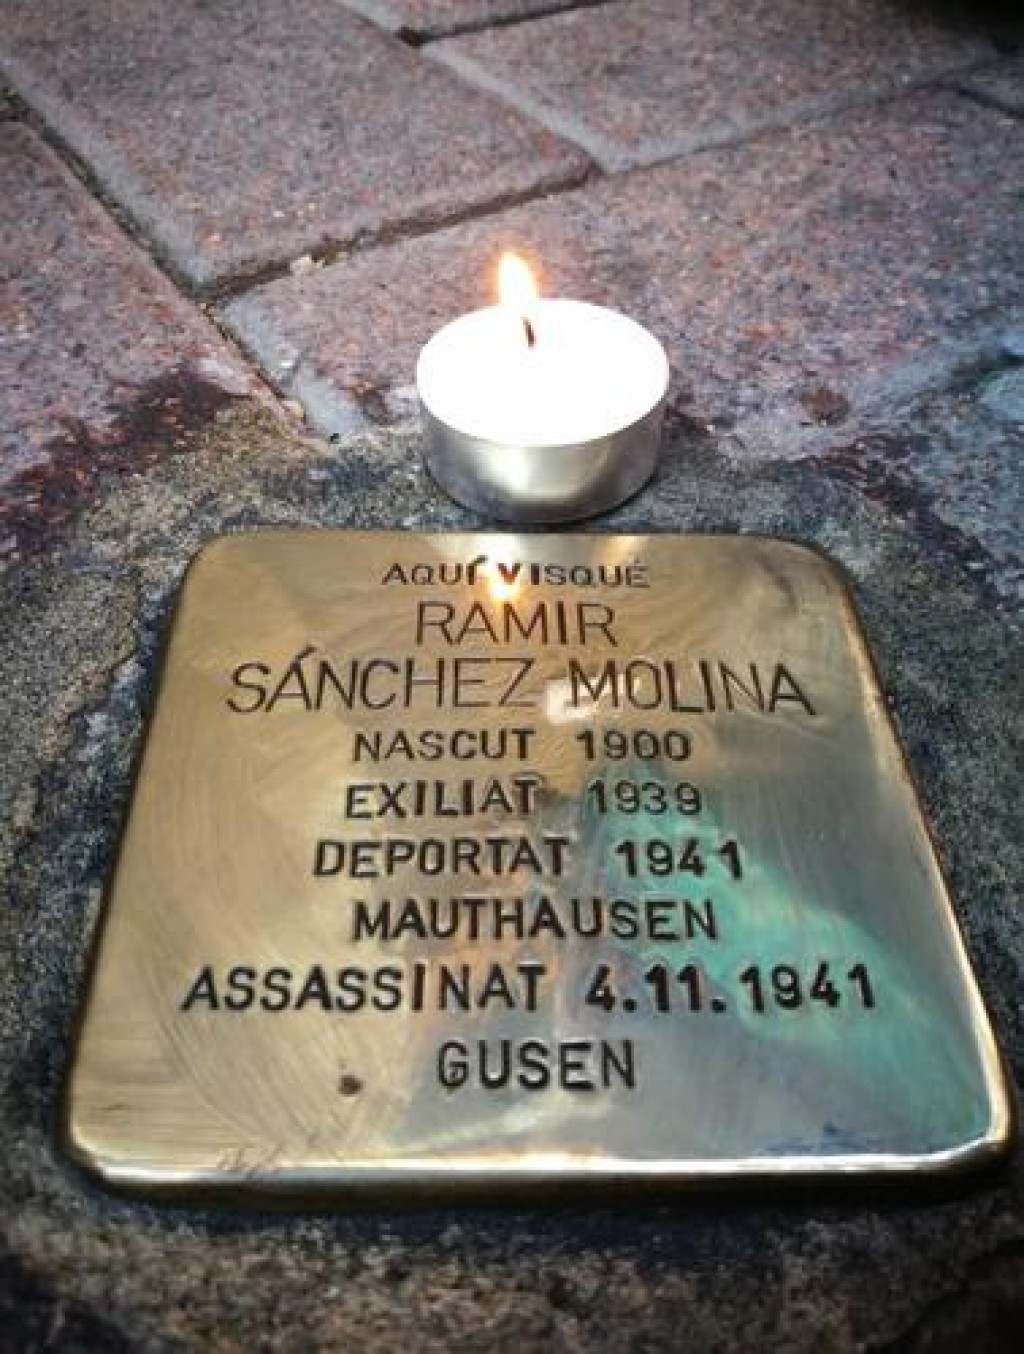 AQUÍ VISQUÉ
RAMIR
SÁNCHEZ MOLINA
NASCUT 1900
EXILIAT 1939
DEPORTAT 1941
MAUTHAUSEN
ASSASSINAT 4.11.1941
GUSEN